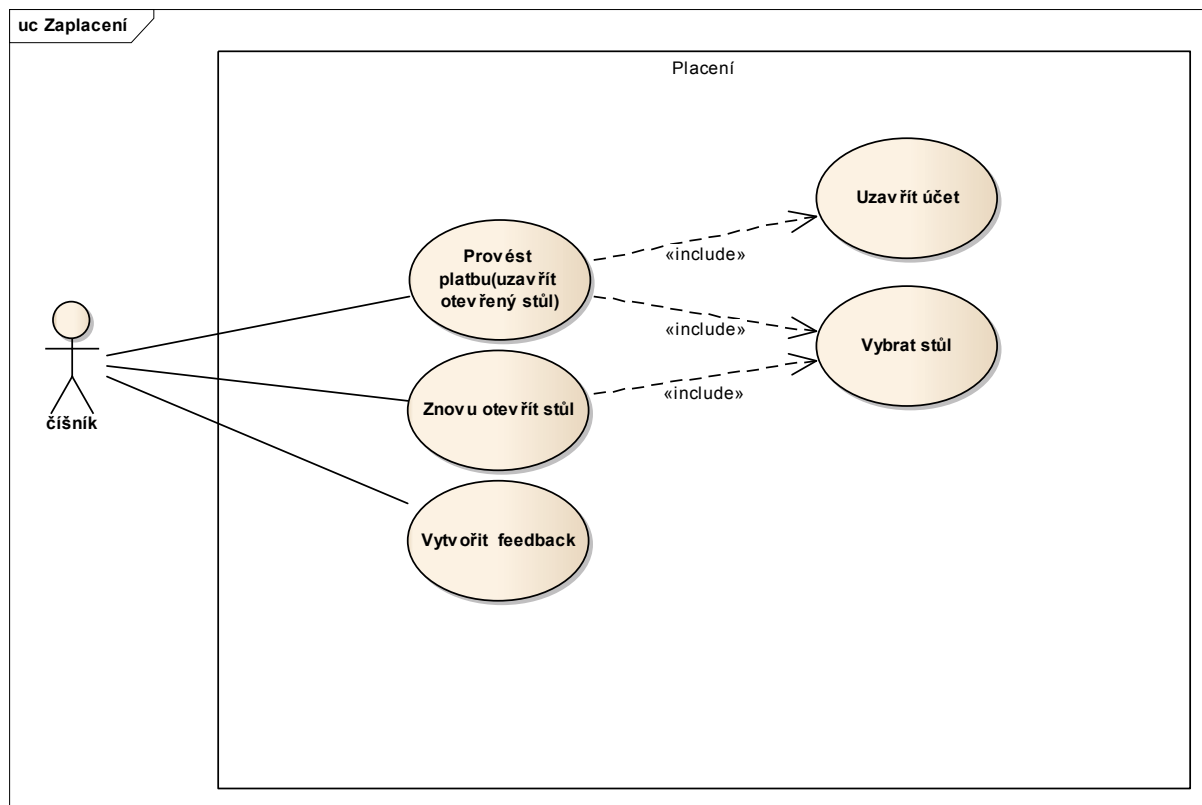 uc Zaplacení
Placení
Uzavřít účet
Provést
platbu(uzavřít
otevřený stůl)
«include»
«include»
Vybrat stůl
«include»
Znovu otevřít stůl
číšník
Vytvořit feedback